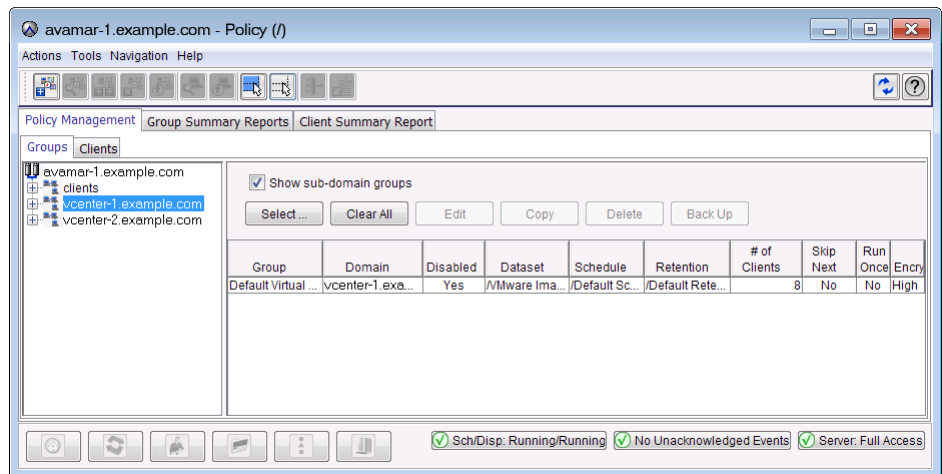 avamar-1.example.com - Policy (/)
Actions Tools Navigation Help
Policy Management Group Summary Reports Client Summary Report
Groups Clients
avamar-1.example.com
clients
vcenter-1.example.com
vcenter-2.example.com
Show sub-domain groups
Select ... Clear All Edit Copy Delete Back Up
Group Domain Disabled Dataset Schedule Retention # of Clients Skip Next Run Once Encry
Default Virtual ... vcenter-1.exa... Yes /VMware Ima... /Default Sc... /Default Rete... 8 No No High
Sch/Disp: Running/Running No Unacknowledged Events Server: Full Access